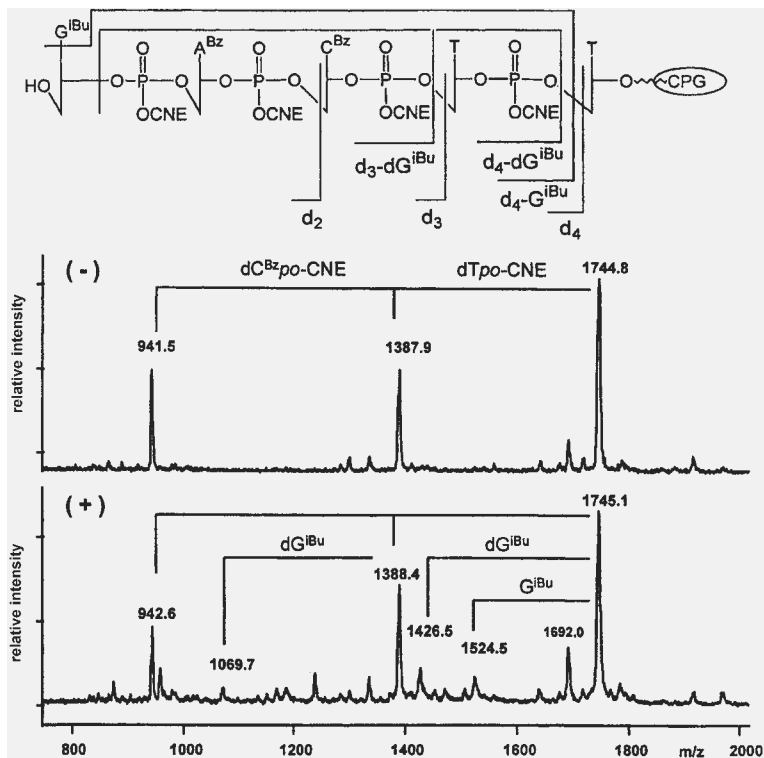 G^iBu
A^Bz
C^Bz
T
T
O
O
O
O
HO
O
P
O
O
P
O
O
P
O
O
P
O
O
CPG
OCNE
OCNE
OCNE
OCNE
d3-dG^iBu
d4-dG^iBu
d4-G^iBu
d2
d3
d4
(-)
dC^Bzpo-CNE
dTpo-CNE
1744.8
941.5
1387.9
relative intensity
(+)
1745.1
dG^iBu
dG^iBu
1388.4
G^iBu
942.6
1069.7
1426.5
1524.5
1692.0
relative intensity
800 1000 1200 1400 1600 1800 m/z 2000